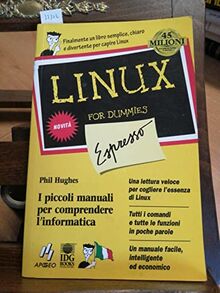 Finalmente un libro semplice, chiaro
e divertente per capire Linux
45
MILIONI
LINUX
FOR DUMMIES
NOVITÀ
Espresso
Phil Hughes
I piccoli manuali
per comprendere
l'informatica
Una lettura veloce
per cogliere l'essenza
di Linux
Tutti i comandi
e tutte le funzioni
in poche parole
Un manuale facile,
intelligente
ed economico
APOGEO
IDG
BOOKS